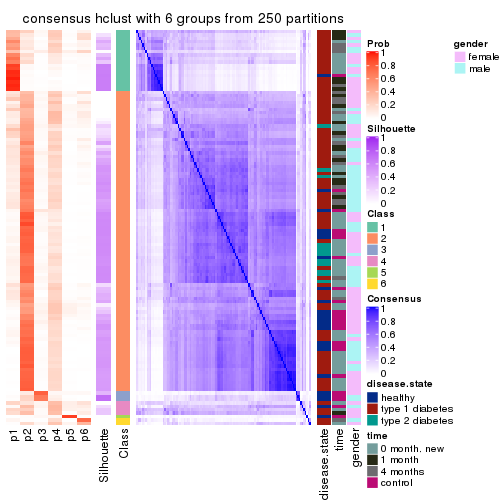 consensus hclust with 6 groups from 250 partitions
Prob
1
0.8
0.6
0.4
0.2
0
gender
female
male
Silhouette
1
0.8
0.6
0.4
0.2
0
Class
1
2
3
4
5
6
Consensus
1
0.8
0.6
0.4
0.2
0
disease.state
healthy
type 1 diabetes
type 2 diabetes
time
0 month. new
1 month
4 months
control
p1
p2
p3
p4
p5
p6
Silhouette
Class
disease.state
time
gender